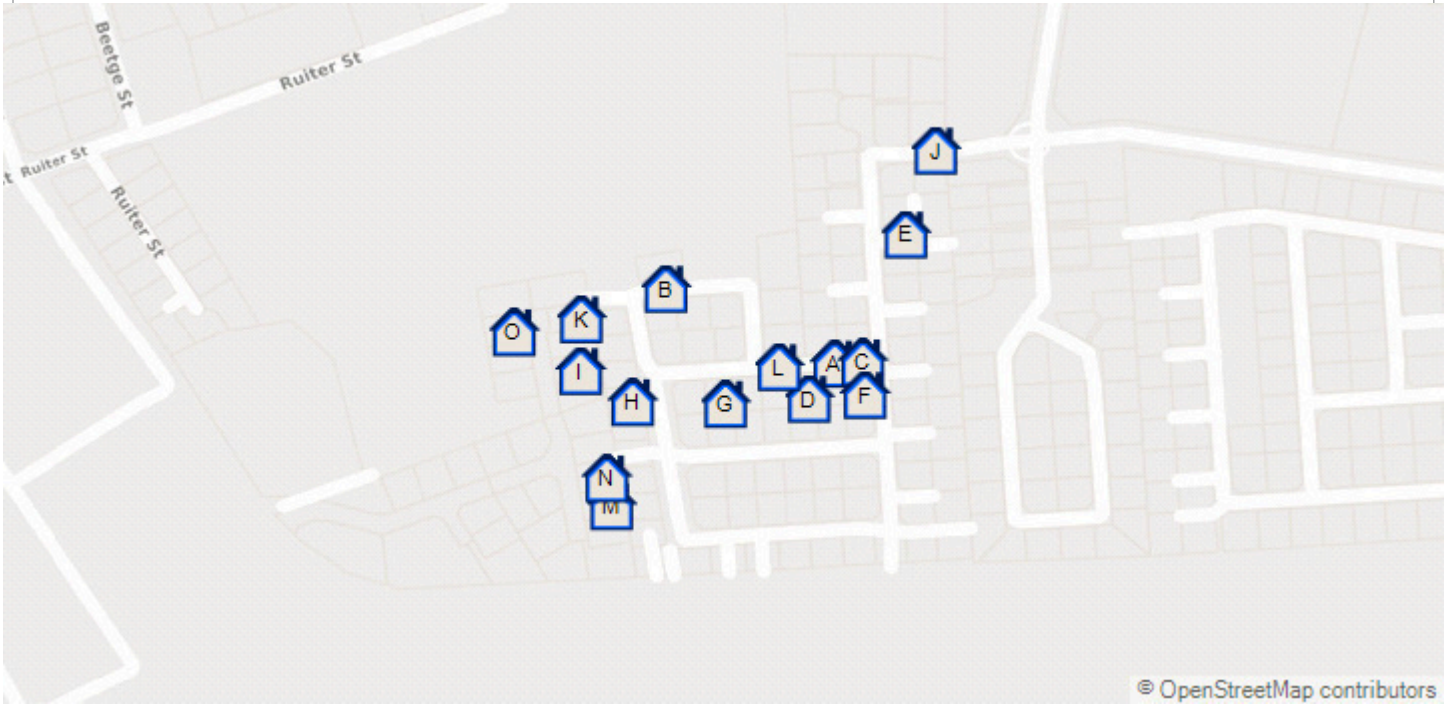 Beetge St
Ruiter St
t Ruiter St
Ruiter St
J
E
B
K
O
I
L
A
C
H
G
D
F
N
M
© OpenStreetMap contributors